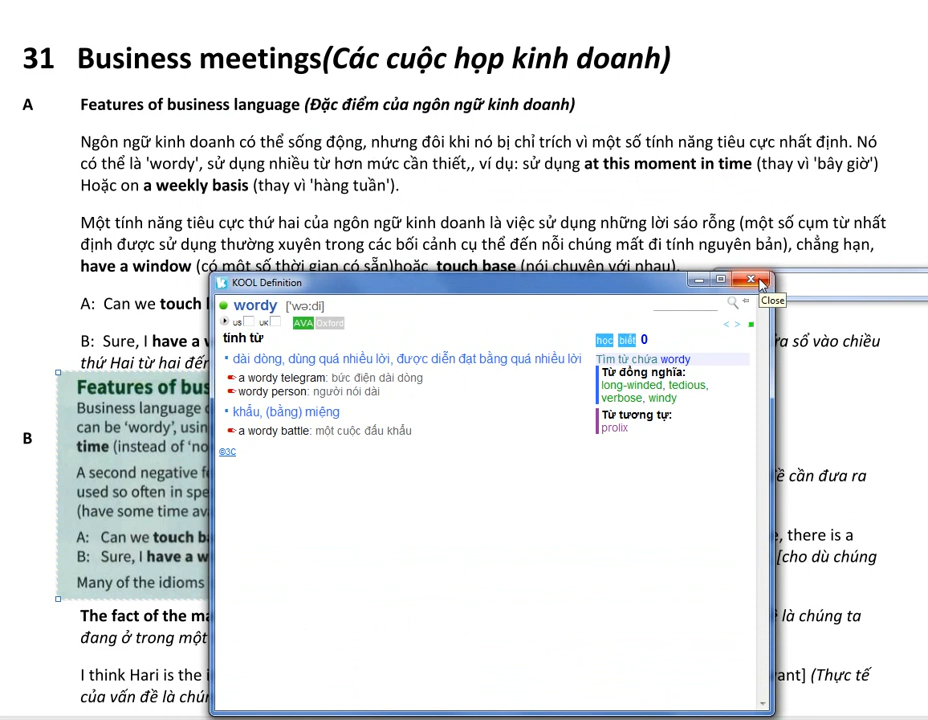 31 Business meetings(Các cuộc họp kinh doanh)
A Features of business language (Đặc điểm của ngôn ngữ kinh doanh)
Ngôn ngữ kinh doanh có thể sống động, nhưng đôi khi nó bị chỉ trích vì một số tính năng tiêu cực nhất định. Nó
có thể là 'wordy', sử dụng nhiều từ hơn mức cần thiết,, ví dụ: sử dụng at this moment in time (thay vì 'bây giờ')
Hoặc on a weekly basis (thay vì 'hàng tuần').
Một tính năng tiêu cực thứ hai của ngôn ngữ kinh doanh là việc sử dụng những lời sáo rỗng (một số cụm từ nhất
định được sử dụng thường xuyên trong các bối cảnh cụ thể đến nỗi chúng mất đi tính nguyên bản), chẳng hạn,
have a window (có một số thời gian có sẵn)hoặc touch base (nói chuyện với nhau).
A: Can we touch
B: Sure, I have a
sổ vào chiều
thứ Hai từ hai
Features of
Business language
can be 'wordy',
time (instead of
A second negative
used so often in
(have some time
A: Can we touch
B: Sure, I have a
Many of the idioms
B
cần đưa ra
there is a
[cho dù chúng
The fact of the
là chúng ta
đang ở trong một
I think Hari is the
(Thực tế
của vấn đề là
KOOL Definition
Close
wordy ['wə:di]
US UK AVA Oxford
tính từ
dài dòng, dùng quá nhiều lời, được diễn đạt bằng quá nhiều lời
a wordy telegram: bức điện dài dòng
wordy person: người nói dài
khẩu, (bằng) miệng
a wordy battle: một cuộc đấu khẩu
©3C
học biết 0
Tìm từ chứa wordy
Từ đồng nghĩa:
long-winded, tedious,
verbose, windy
Từ tương tự:
prolix